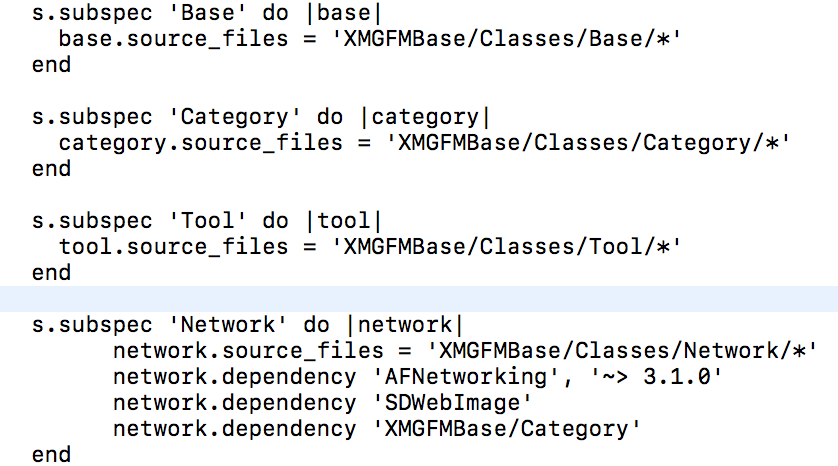 s.subspec 'Base' do |base|
  base.source_files = 'XMGFMBase/Classes/Base/*'
end

s.subspec 'Category' do |category|
  category.source_files = 'XMGFMBase/Classes/Category/*'
end

s.subspec 'Tool' do |tool|
  tool.source_files = 'XMGFMBase/Classes/Tool/*'
end

s.subspec 'Network' do |network|
      network.source_files = 'XMGFMBase/Classes/Network/*'
      network.dependency 'AFNetworking', '~> 3.1.0'
      network.dependency 'SDWebImage'
      network.dependency 'XMGFMBase/Category'
end